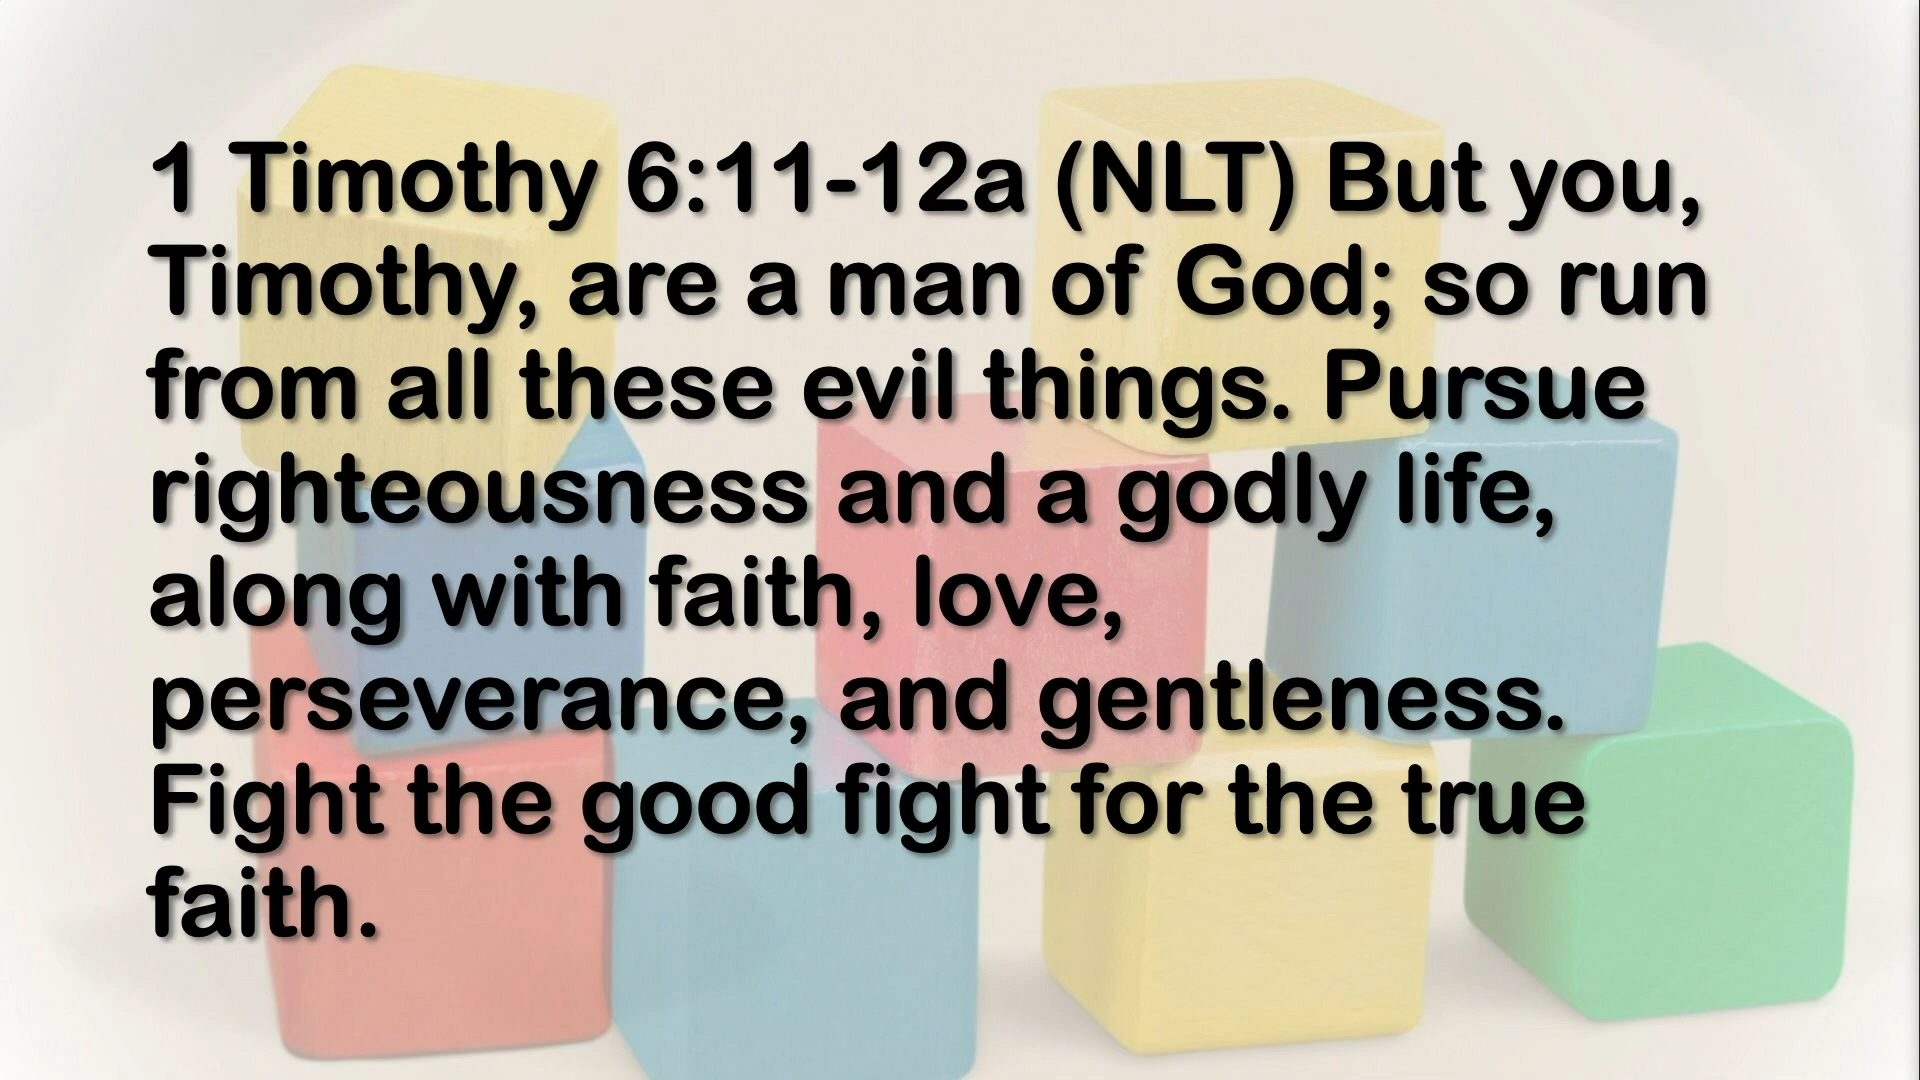 1 Timothy 6:11-12a (NLT) But you,
Timothy, are a man of God; so run
from all these evil things. Pursue
righteousness and a godly life,
along with faith, love,
perseverance, and gentleness.
Fight the good fight for the true
faith.